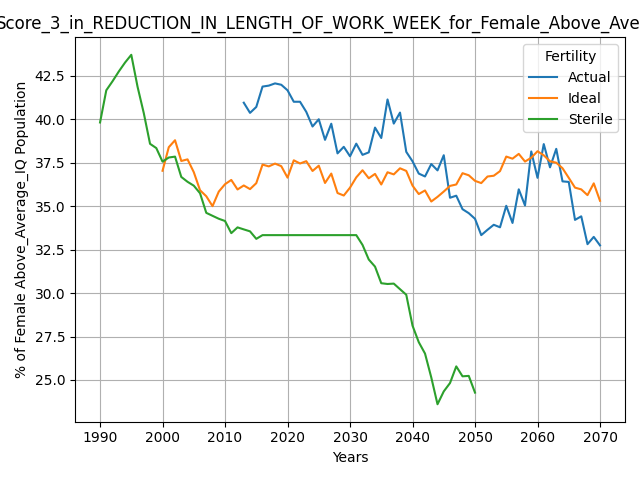 Score_3_in_REDUCTION_IN_LENGTH_OF_WORK_WEEK_for_Female_Above_Ave
Fertility
Actual
Ideal
Sterile
% of Female Above_Average_IQ Population
42.5
40.0
37.5
35.0
32.5
30.0
27.5
25.0
1990 2000 2010 2020 2030 2040 2050 2060 2070
Years